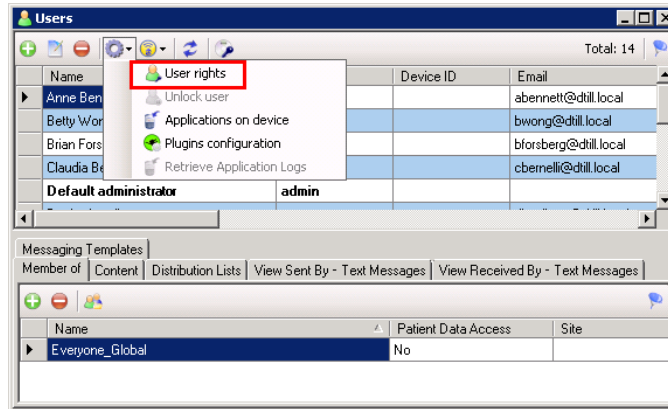 Users
Total: 14
Name Device ID Email
User rights
Anne Ben abennett@dtill.local
Unlock user
Betty Wor bwong@dtill.local
Applications on device
Brian Fors bforsberg@dtill.local
Plugins configuration
Claudia Be cbernelli@dtill.local
Retrieve Application Logs
Default administrator admin
Messaging Templates
Member of Content Distribution Lists View Sent By - Text Messages View Received By - Text Messages
Name Patient Data Access Site
Everyone_Global No